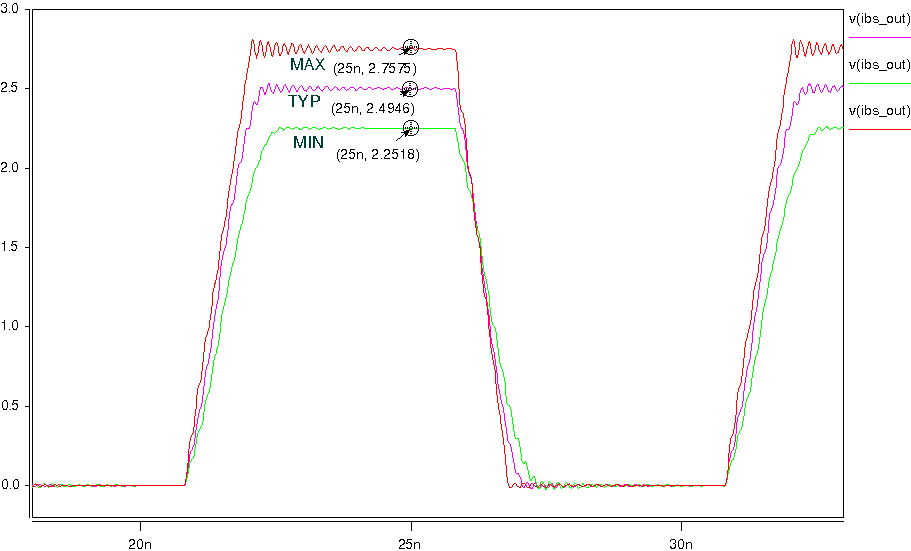 3.0
v(ibs_out)
MAX
(25n, 2.7575)
v(ibs_out)
2.5
TYP
(25n, 2.4946)
v(ibs_out)
MIN
(25n, 2.2518)
2.0
1.5
1.0
0.5
0.0
20n
25n
30n